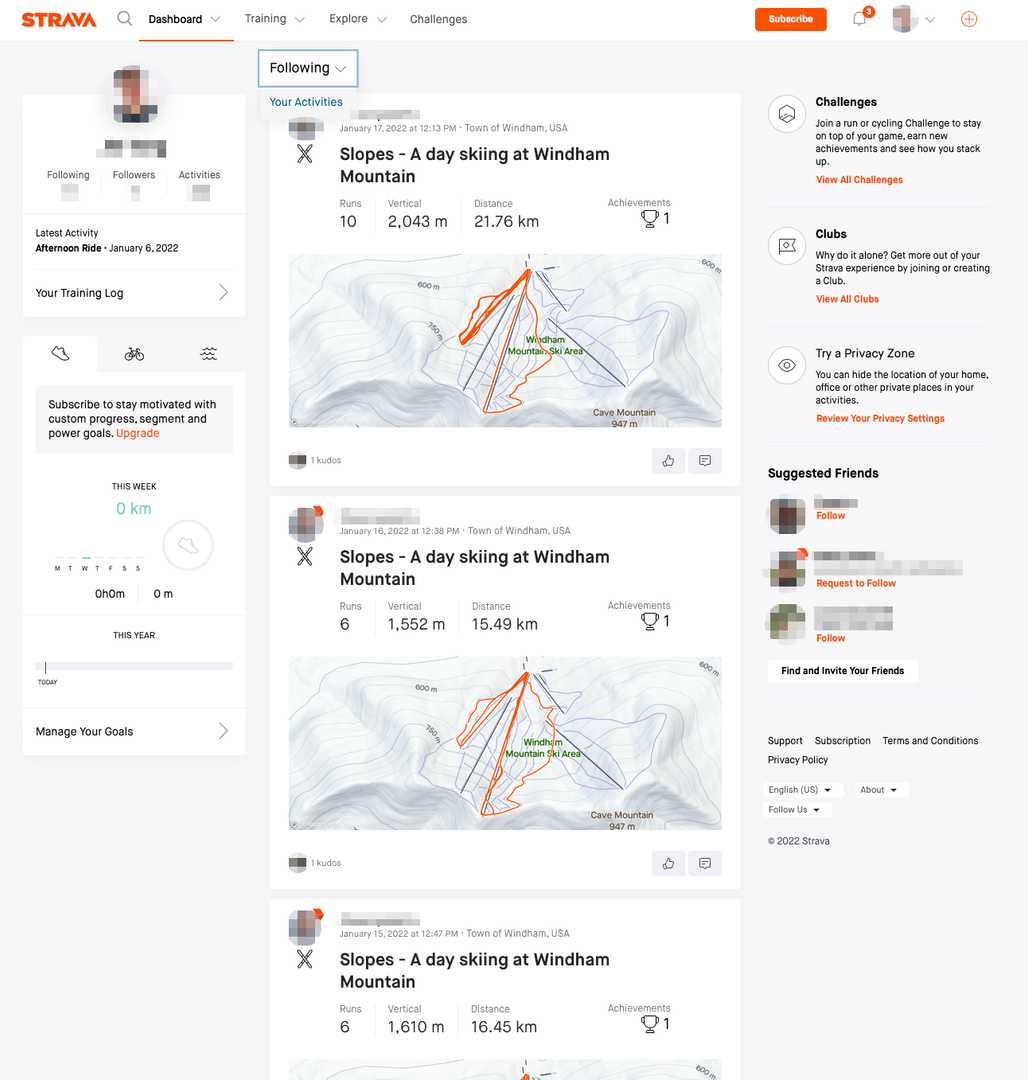 STRAVA
Dashboard
Training
Explore
Challenges
Subscribe
3
Following
Your Activities
Following
Followers
Activities
Latest Activity
Afternoon Ride · January 6, 2022
Your Training Log
Subscribe to stay motivated with
custom progress, segment and
power goals. Upgrade
THIS WEEK
0 km
M T W T F S S
0h0m
0 m
THIS YEAR
TODAY
Manage Your Goals
January 17, 2022 at 12:13 PM · Town of Windham, USA
Slopes - A day skiing at Windham
Mountain
Runs
10
Vertical
2,043 m
Distance
21.76 km
Achievements
1
600 m
600 m
750 m
Windham
Mountain Ski Area
Cave Mountain
947 m
1 kudos
January 16, 2022 at 12:38 PM · Town of Windham, USA
Slopes - A day skiing at Windham
Mountain
Runs
6
Vertical
1,552 m
Distance
15.49 km
Achievements
1
600 m
600 m
750 m
Windham
Mountain Ski Area
Cave Mountain
947 m
1 kudos
January 15, 2022 at 12:47 PM · Town of Windham, USA
Slopes - A day skiing at Windham
Mountain
Runs
6
Vertical
1,610 m
Distance
16.45 km
Achievements
1
600 m
Challenges
Join a run or cycling Challenge to stay
on top of your game, earn new
achievements and see how you stack
up.
View All Challenges
Clubs
Why do it alone? Get more out of your
Strava experience by joining or creating
a Club.
View All Clubs
Try a Privacy Zone
You can hide the location of your home,
office or other private places in your
activities.
Review Your Privacy Settings
Suggested Friends
Follow
Request to Follow
Follow
Find and Invite Your Friends
Support
Subscription
Terms and Conditions
Privacy Policy
English (US)
About
Follow Us
© 2022 Strava